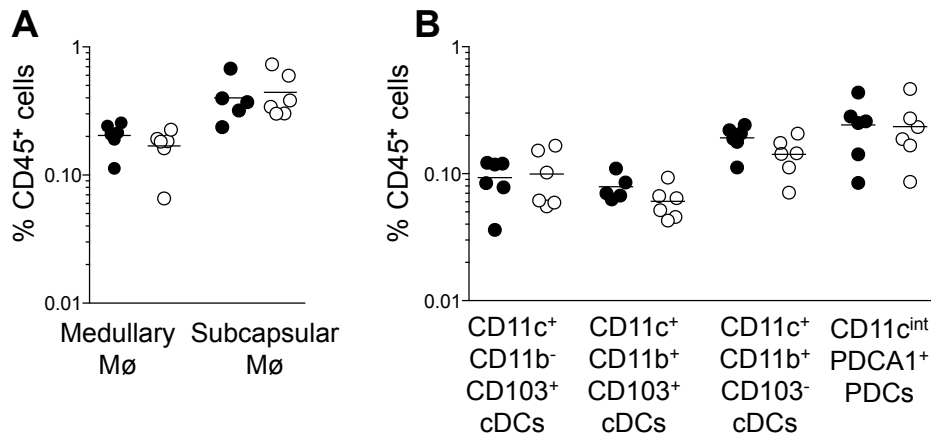 A
% CD45⁺ cells
1
0.10
0.01
Medullary
Mø
Subcapsular
Mø
B
% CD45⁺ cells
1
0.10
0.01
CD11c⁺
CD11b⁻
CD103⁺
cDCs
CD11c⁺
CD11b⁺
CD103⁺
cDCs
CD11c⁺
CD11b⁺
CD103⁻
cDCs
CD11cⁱⁿᵗ
PDCA1⁺
PDCs